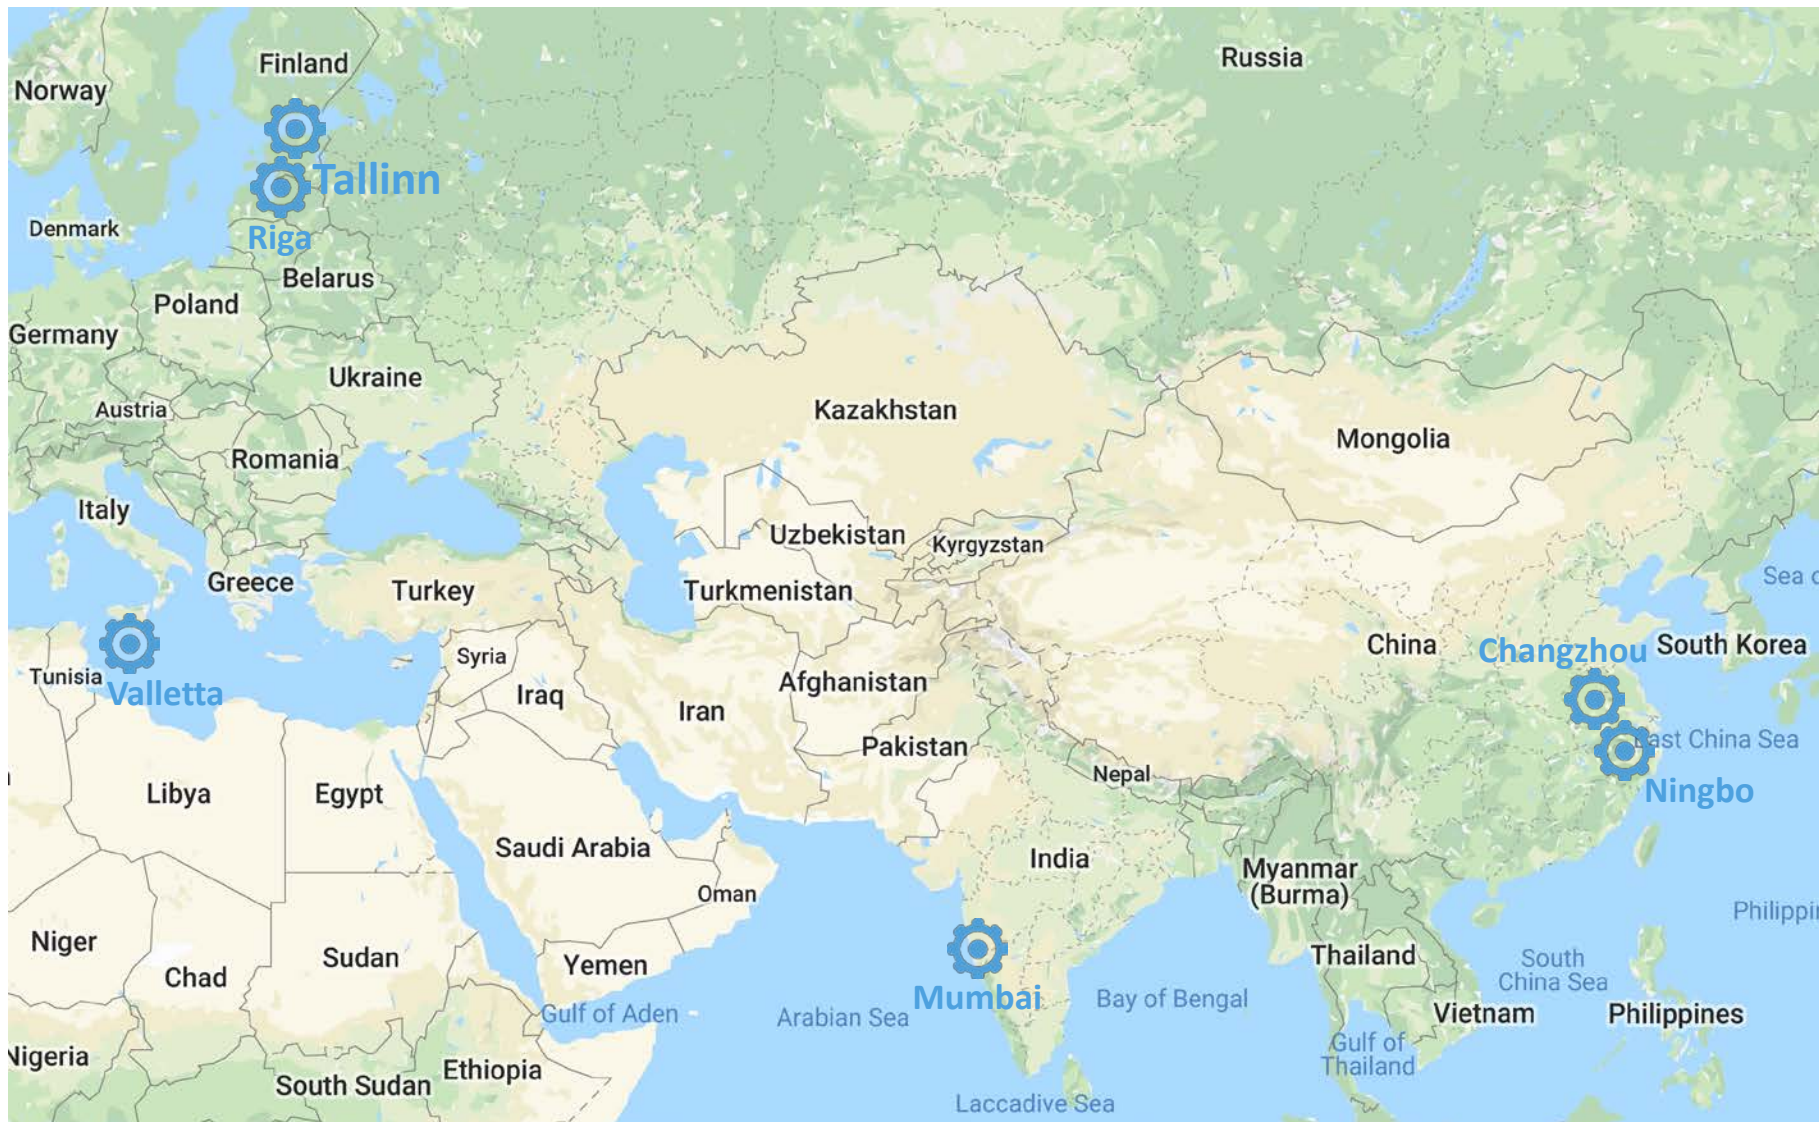 Finland
Russia
Norway
Tallinn
Denmark
Riga
Belarus
Poland
Germany
Ukraine
Austria
Kazakhstan
Mongolia
Romania
Italy
Uzbekistan
Kyrgyzstan
Greece
Turkey
Turkmenistan
Sea o
China
Changzhou
South Korea
Syria
Tunisia
Valletta
Afghanistan
Iraq
Iran
Pakistan
East China Sea
Nepal
Ningbo
Libya
Egypt
Saudi Arabia
India
Myanmar
(Burma)
Oman
Philippi
Niger
Sudan
Yemen
Chad
Thailand
South
China Sea
Mumbai
Bay of Bengal
Gulf of Aden
Arabian Sea
Vietnam
Philippines
Gulf of
Thailand
Nigeria
South Sudan
Ethiopia
Laccadive Sea